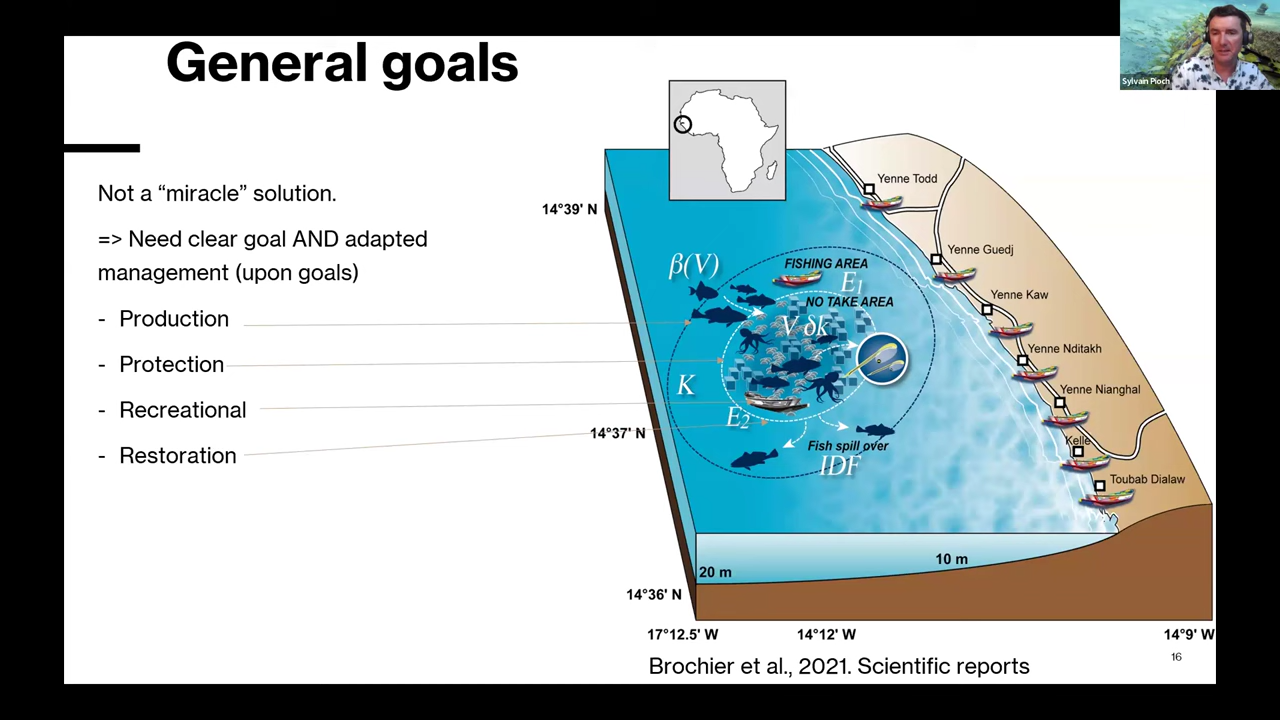 General goals
Sylvain Pioch
Not a “miracle” solution.
=> Need clear goal AND adapted
management (upon goals)
- Production
- Protection
- Recreational
- Restoration
14°39' N
14°37' N
14°36' N
β(V)
FISHING AREA
E1
NO TAKE AREA
V δk
K
E2
Fish spill over
IDF
Yenne Todd
Yenne Guedj
Yenne Kaw
Yenne Nditakh
Yenne Nianghal
Kelle
Toubab Dialaw
20 m
10 m
17°12.5' W
14°12' W
14°9' W
16
Brochier et al., 2021. Scientific reports